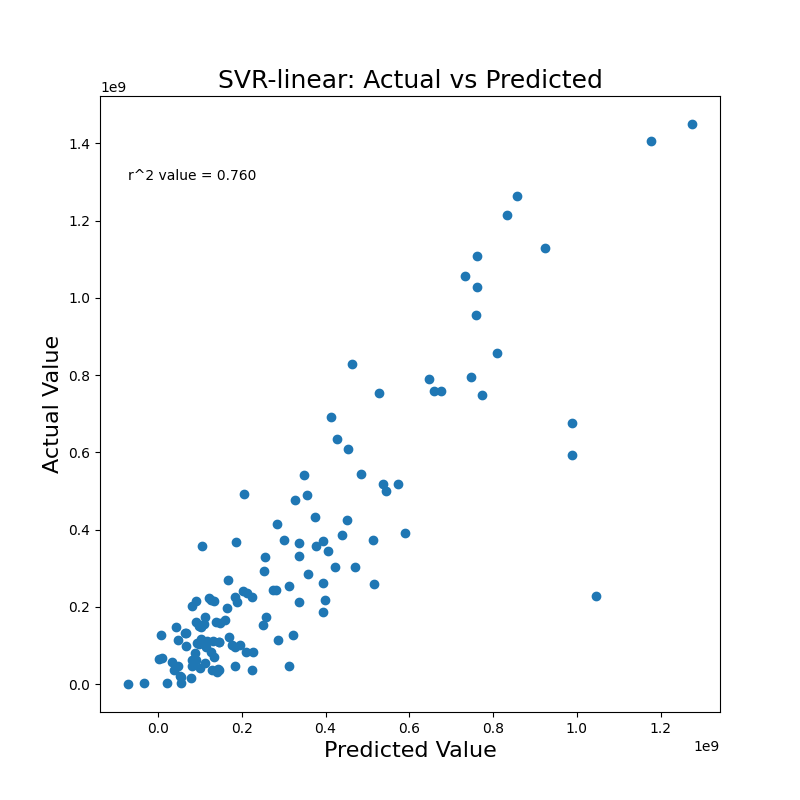 SVR-linear: Actual vs Predicted
1e9
r^2 value = 0.760
1.4
1.2
1.0
0.8
0.6
0.4
0.2
0.0
Actual Value
0.0 0.2 0.4 0.6 0.8 1.0 1.2
Predicted Value
1e9